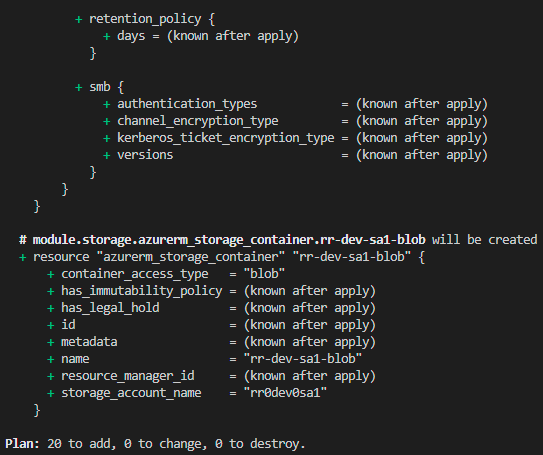 + retention_policy {
+ days = (known after apply)
}
+ smb {
+ authentication_types = (known after apply)
+ channel_encryption_type = (known after apply)
+ kerberos_ticket_encryption_type = (known after apply)
+ versions = (known after apply)
}
}
}
# module.storage.azurerm_storage_container.rr-dev-sa1-blob will be created
+ resource "azurerm_storage_container" "rr-dev-sa1-blob" {
+ container_access_type = "blob"
+ has_immutability_policy = (known after apply)
+ has_legal_hold = (known after apply)
+ id = (known after apply)
+ metadata = (known after apply)
+ name = "rr-dev-sa1-blob"
+ resource_manager_id = (known after apply)
+ storage_account_name = "rr0dev0sa1"
}
Plan: 20 to add, 0 to change, 0 to destroy.